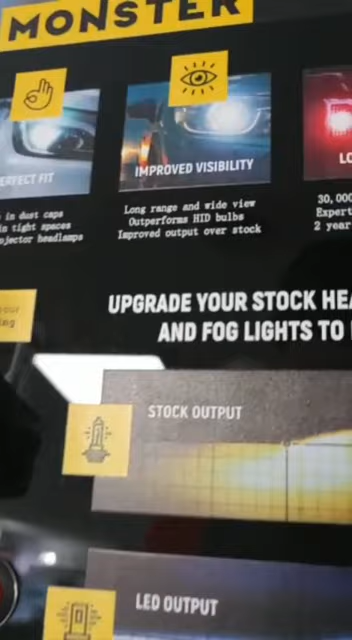 MONSTER
ERFECT FIT
IMPROVED VISIBILITY
LO
in dust caps
in tight spaces
ojector headlamps
Long range and wide view
Outperforms HID bulbs
Improved output over stock
30,000
Expert
2 year
your
ing
UPGRADE YOUR STOCK HEA
AND FOG LIGHTS TO
STOCK OUTPUT
LED OUTPUT